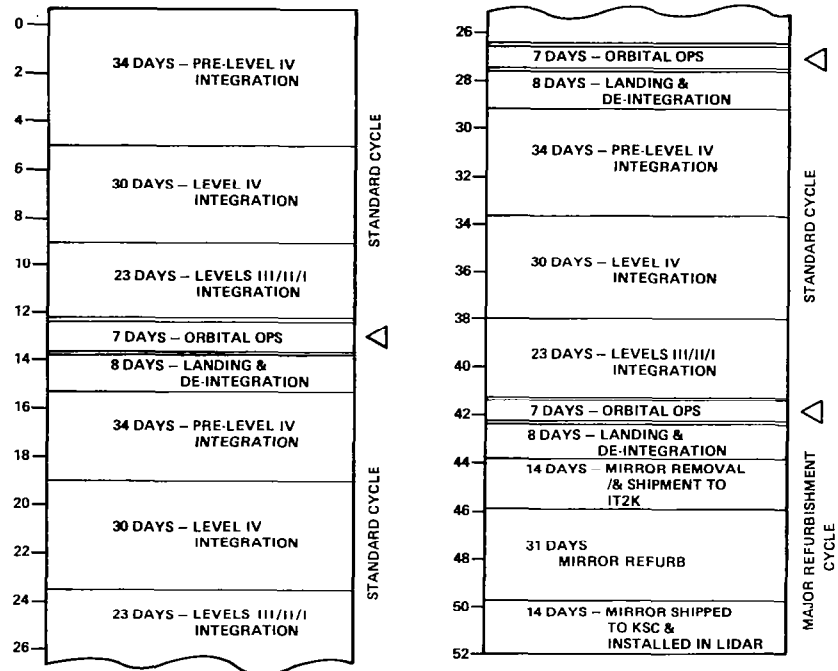 0
2
4
6
8
10
12
14
16
18
20
22
24
26
34 DAYS – PRE-LEVEL IV
INTEGRATION
30 DAYS – LEVEL IV
INTEGRATION
23 DAYS – LEVELS III/II/I
INTEGRATION
7 DAYS – ORBITAL OPS
8 DAYS – LANDING &
DE-INTEGRATION
34 DAYS – PRE-LEVEL IV
INTEGRATION
30 DAYS – LEVEL IV
INTEGRATION
23 DAYS – LEVELS III/II/I
INTEGRATION
STANDARD CYCLE
STANDARD CYCLE
26
28
30
32
34
36
38
40
42
44
46
48
50
52
7 DAYS – ORBITAL OPS
8 DAYS – LANDING &
DE-INTEGRATION
34 DAYS – PRE-LEVEL IV
INTEGRATION
30 DAYS – LEVEL IV
INTEGRATION
23 DAYS – LEVELS III/II/I
INTEGRATION
7 DAYS – ORBITAL OPS
8 DAYS – LANDING &
DE-INTEGRATION
14 DAYS – MIRROR REMOVAL
/& SHIPMENT TO
IT2K
31 DAYS
MIRROR REFURB
14 DAYS – MIRROR SHIPPED
TO KSC &
INSTALLED IN LIDAR
STANDARD CYCLE
MAJOR REFURBISHMENT
CYCLE